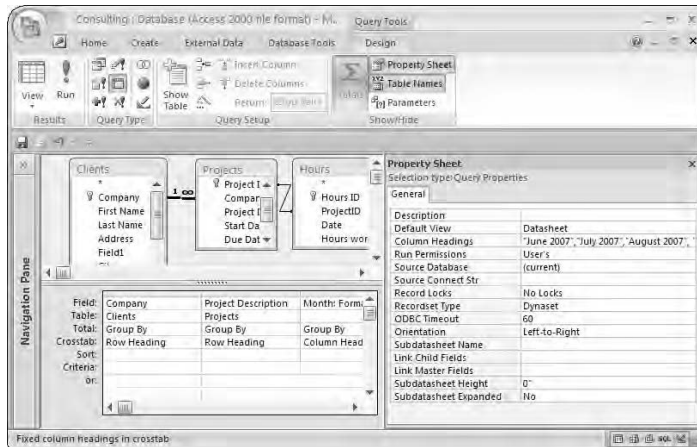 Consulting : Database (Access 2000 file format) - M...
Query Tools
Home
Create
External Data
Database Tools
Design
View
Run
Results
Query Type
Show Table
Insert Column
Delete Columns
Return:
Query Setup
Totals
Property Sheet
Table Names
Parameters
Show/Hide
Navigation Pane
Clients
*
Company
First Name
Last Name
Address
Field1
1 ∞
Projects
Project I
Compar
Project D
Start Da
Due Dat
Hours
*
Hours ID
ProjectID
Date
Hours wor
Field: Company Project Description Month: Forma
Table: Clients Projects
Total: Group By Group By Group By
Crosstab: Row Heading Row Heading Column Head
Sort:
Criteria:
or:
Property Sheet
Selection type: Query Properties
General
Description
Default View Datasheet
Column Headings "June 2007","July 2007","August 2007", "
Run Permissions User's
Source Database (current)
Source Connect Str
Record Locks No Locks
Recordset Type Dynaset
ODBC Timeout 60
Orientation Left-to-Right
Subdatasheet Name
Link Child Fields
Link Master Fields
Subdatasheet Height 0"
Subdatasheet Expanded No
Fixed column headings in crosstab
SQL